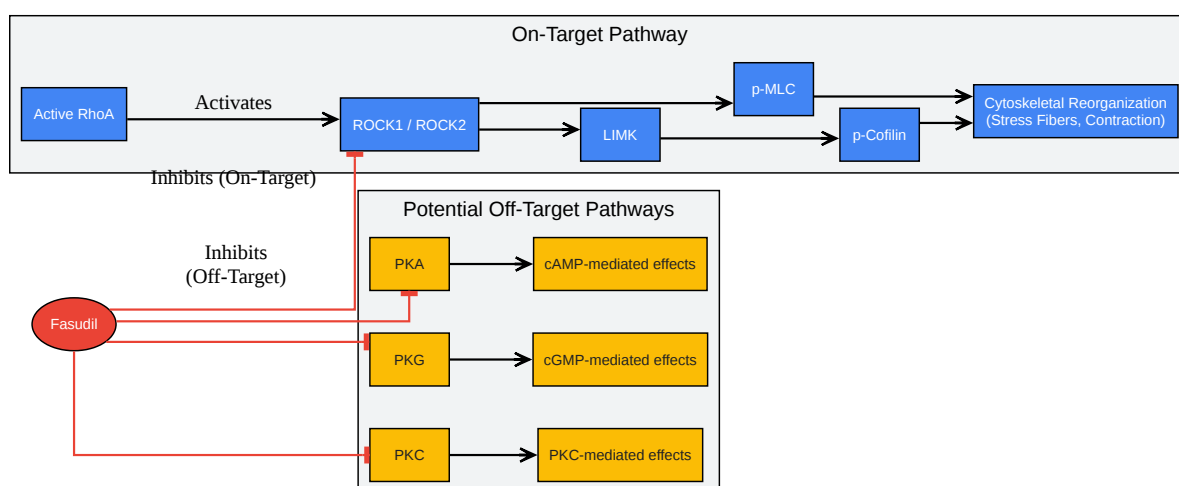 On-Target Pathway
Active RhoA
Activates
ROCK1 / ROCK2
p-MLC
LIMK
p-Cofilin
Cytoskeletal Reorganization
(Stress Fibers, Contraction)
Inhibits (On-Target)
Potential Off-Target Pathways
Inhibits
(Off-Target)
PKA
cAMP-mediated effects
Fasudil
PKG
cGMP-mediated effects
PKC
PKC-mediated effects